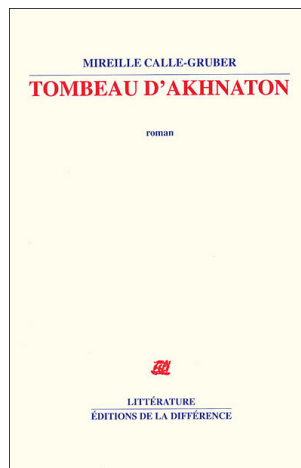 MIREILLE CALLE-GRUBER
TOMBEAU D'AKHNATON
roman
LITTÉRATURE
ÉDITIONS DE LA DIFFÉRENCE